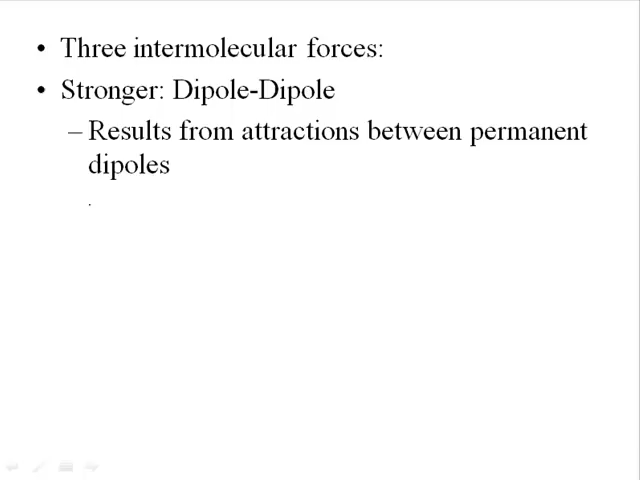 • Three intermolecular forces:
• Stronger: Dipole-Dipole
– Results from attractions between permanent
dipoles
.